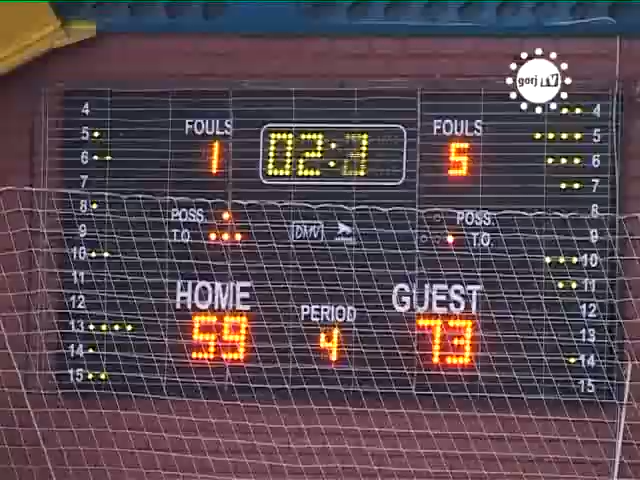 gorj TV
4 4
5 FOULS FOULS 5
6 1 02: 5 6
7 7
8 POSS. POSS. 8
9 T.O. DMV T.O. 9
10 10
11 11
12 HOME PERIOD GUEST 12
13 59 4 73 13
14 14
15 15